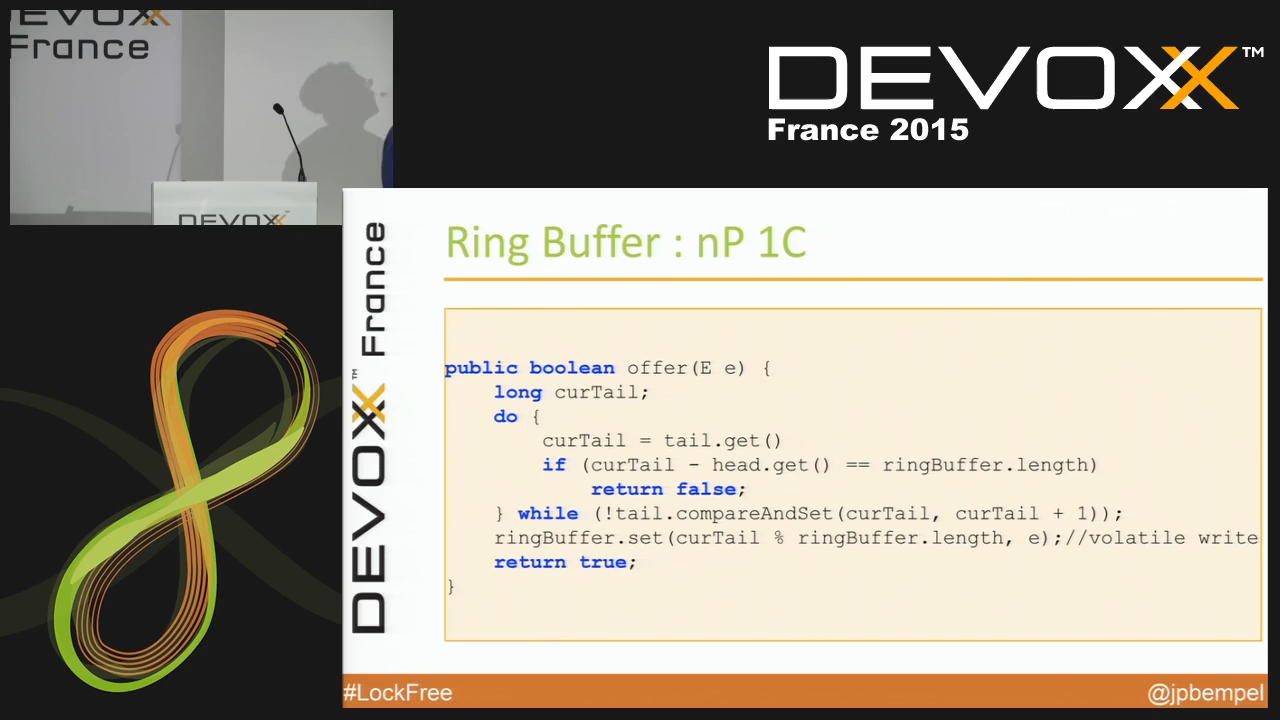 DEVOXX
France
DEVOXX™
France 2015
DEVOXX
DEVOXX™ France
Ring Buffer : nP 1C
public boolean offer(E e) {
long curTail;
do {
curTail = tail.get()
if (curTail - head.get() == ringBuffer.length)
return false;
} while (!tail.compareAndSet(curTail, curTail + 1));
ringBuffer.set(curTail % ringBuffer.length, e);//volatile write
return true;
}
#LockFree
@jpbempel